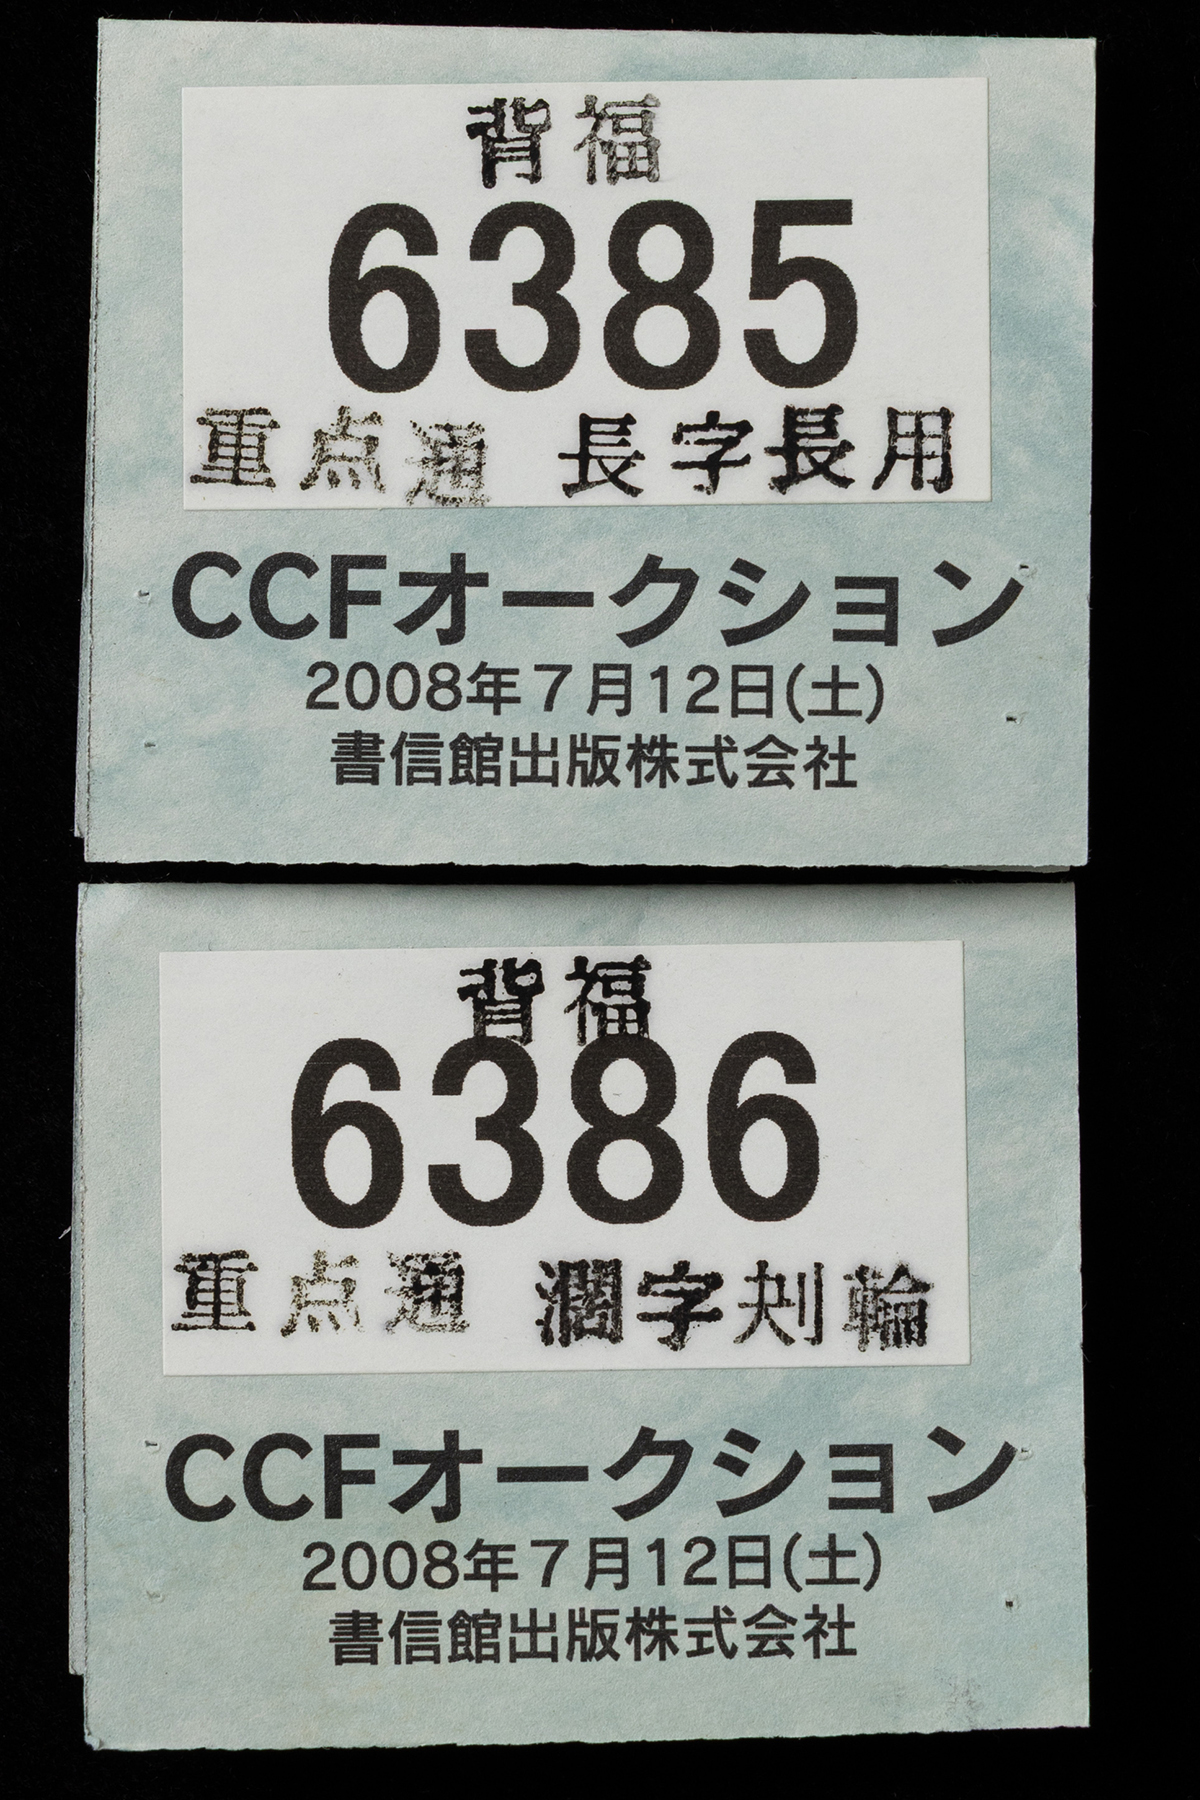 背福
6385
重点通 長字長用
CCFオークション
2008年7月12日(土)
書信館出版株式会社
背福
6386
重点通 濶字刔輪
CCFオークション
2008年7月12日(土)
書信館出版株式会社